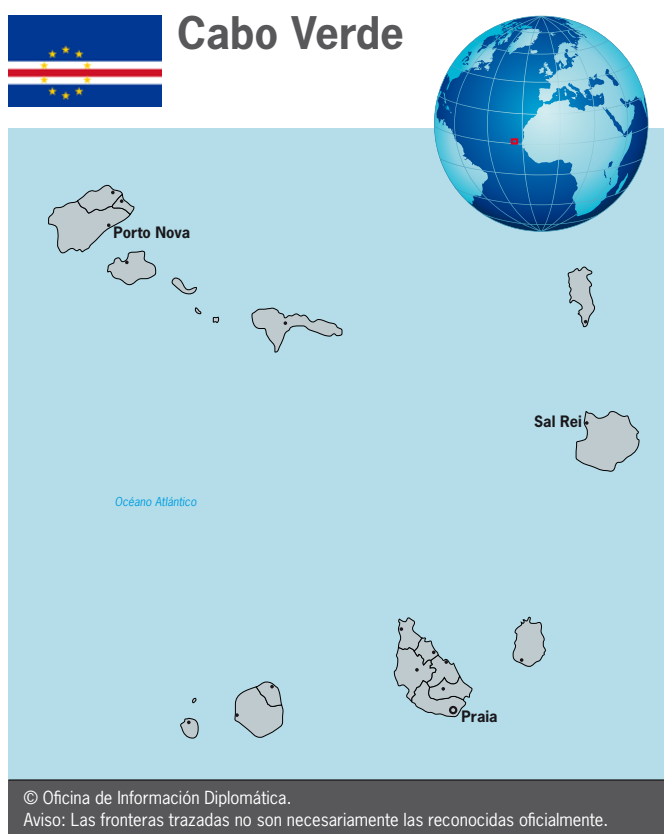 Cabo Verde
Porto Nova
Sal Rei
Océano Atlántico
Praia
© Oficina de Información Diplomática.
Aviso: Las fronteras trazadas no son necesariamente las reconocidas oficialmente.